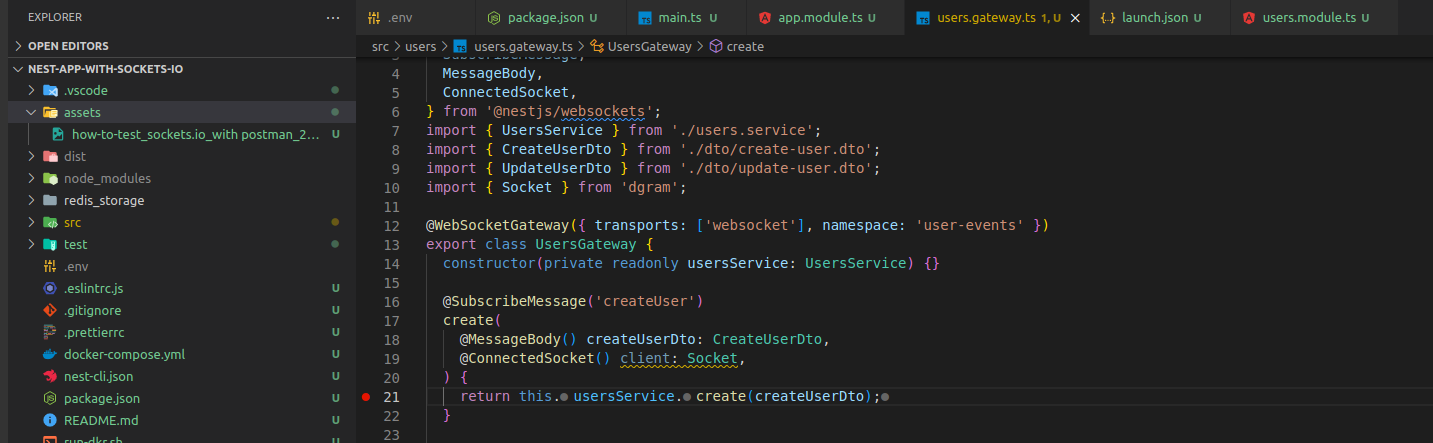 EXPLORER
OPEN EDITORS
NEST-APP-WITH-SOCKETS-IO
.vscode
assets
how-to-test_sockets.io_with postman_2... U
dist
node_modules
redis_storage
src
test
.env
.eslintrc.js U
.gitignore U
.prettierrc U
docker-compose.yml U
nest-cli.json U
package.json U
README.md U
run-dkr.sh U
.env
package.json U
main.ts U
app.module.ts U
users.gateway.ts 1, U
launch.json U
users.module.ts U
src > users > TS users.gateway.ts > UsersGateway > create
3 SubscribeMessage,
4 MessageBody,
5 ConnectedSocket,
6 } from '@nestjs/websockets';
7 import { UsersService } from './users.service';
8 import { CreateUserDto } from './dto/create-user.dto';
9 import { UpdateUserDto } from './dto/update-user.dto';
10 import { Socket } from 'dgram';
11
12 @WebSocketGateway({ transports: ['websocket'], namespace: 'user-events' })
13 export class UsersGateway {
14 constructor(private readonly usersService: UsersService) {}
15
16 @SubscribeMessage('createUser')
17 create(
18 @MessageBody() createUserDto: CreateUserDto,
19 @ConnectedSocket() client: Socket,
20 ) {
21 return this. usersService. create(createUserDto);
22 }
23